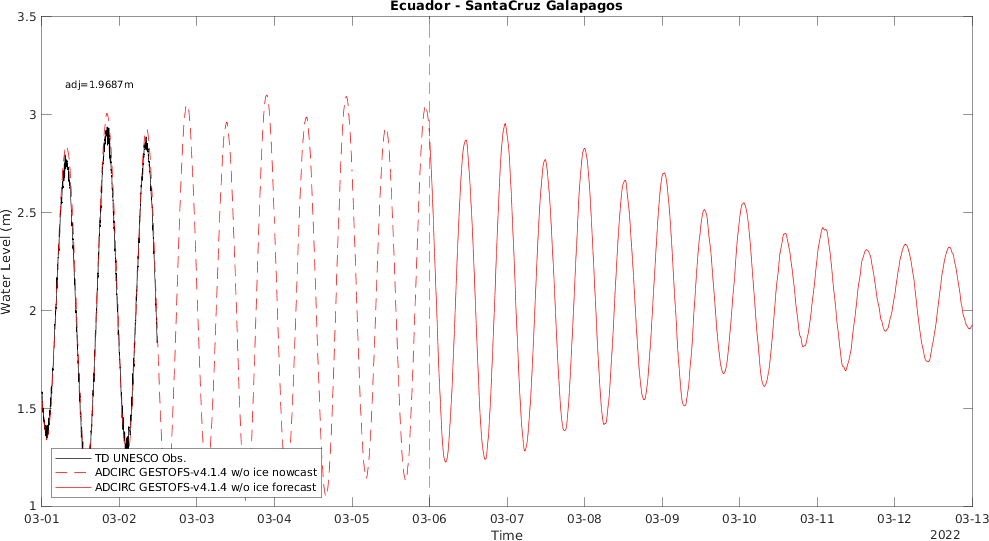 Ecuador - SantaCruz Galapagos
3.5
adj=1.9687m
3
2.5
Water Level (m)
2
1.5
TD UNESCO Obs.
ADCIRC GESTOFS-v4.1.4 w/o ice nowcast
ADCIRC GESTOFS-v4.1.4 w/o ice forecast
1
03-01 03-02 03-03 03-04 03-05 03-06 03-07 03-08 03-09 03-10 03-11 03-12 03-13
Time
2022